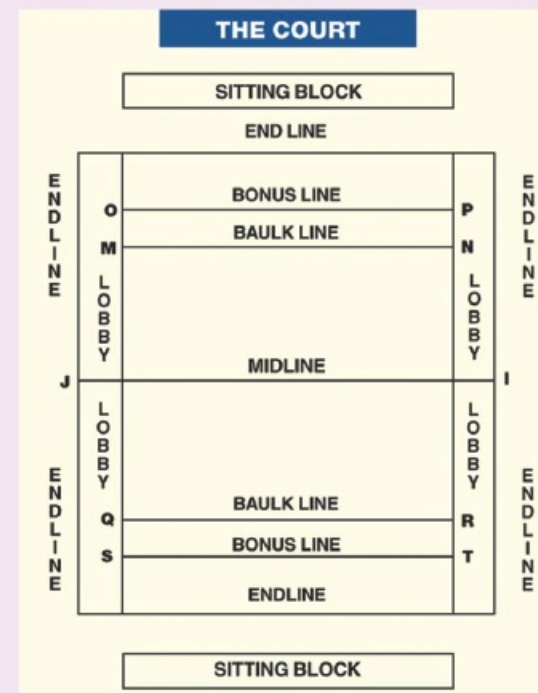 THE COURT
SITTING BLOCK
END LINE
ENDLINE
ENDLINE
BONUS LINE
O
P
BAULK LINE
M
N
LOBBY
LOBBY
MIDLINE
J
I
LOBBY
LOBBY
ENDLINE
ENDLINE
BAULK LINE
Q
R
BONUS LINE
S
T
ENDLINE
SITTING BLOCK